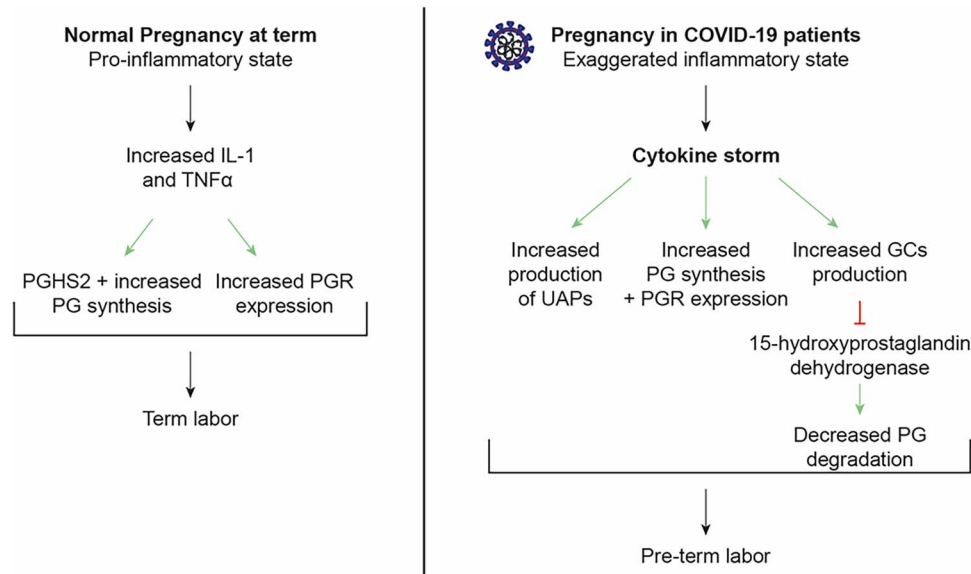 Normal Pregnancy at term
Pro-inflammatory state
Increased IL-1
and TNFα
PGHS2 + increased
PG synthesis
Increased PGR
expression
Term labor
Pregnancy in COVID-19 patients
Exaggerated inflammatory state
Cytokine storm
Increased
production
of UAPs
Increased
PG synthesis
+ PGR expression
Increased GCs
production
15-hydroxyprostaglandin
dehydrogenase
Decreased PG
degradation
Pre-term labor